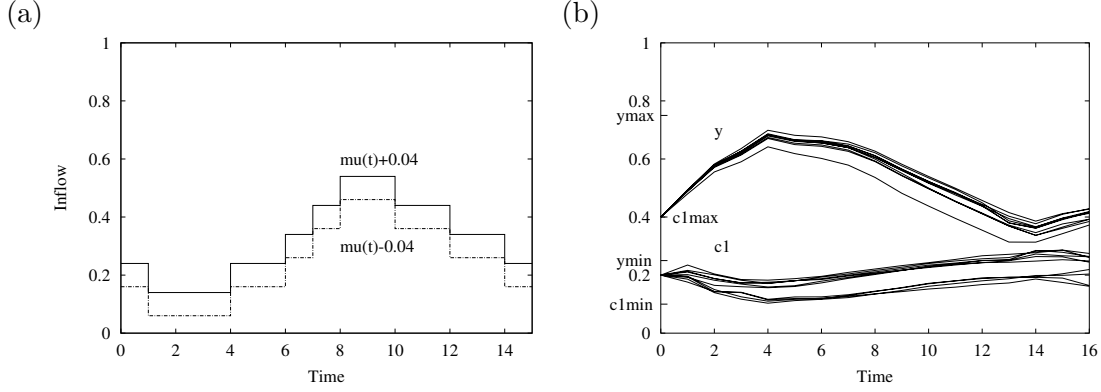 (a)
1
0.8
0.6
0.4
0.2
0
0 2 4 6 8 10 12 14
Inflow
Time
mu(t)+0.04
mu(t)-0.04
(b)
1
0.8
ymax
0.6
0.4
c1max
ymin
0.2
c1min
0
0 2 4 6 8 10 12 14 16
Time
y
c1